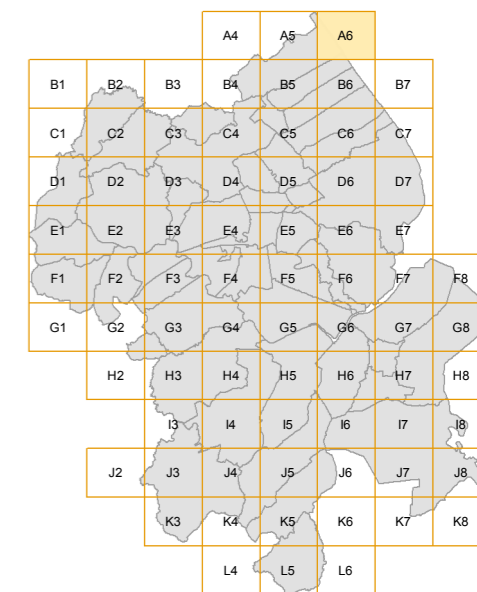 A4 A5 A6
B1 B2 B3 B4 B5 B6 B7
C1 C2 C3 C4 C5 C6 C7
D1 D2 D3 D4 D5 D6 D7
E1 E2 E3 E4 E5 E6 E7
F1 F2 F3 F4 F5 F6 F7 F8
G1 G2 G3 G4 G5 G6 G7 G8
H2 H3 H4 H5 H6 H7 H8
I3 I4 I5 I6 I7 I8
J2 J3 J4 J5 J6 J7 J8
K3 K4 K5 K6 K7 K8
L4 L5 L6